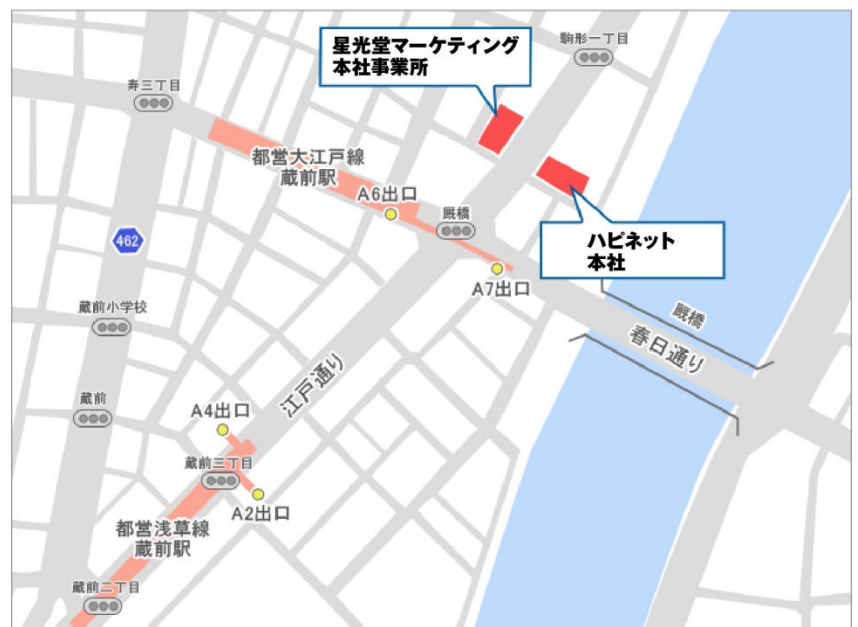 星光堂マーケティング
本社事業所
駒形一丁目
寿三丁目
都営大江戸線
蔵前駅
A6出口
厩橋
ハピネット
本社
462
A7出口
蔵前小学校
厩橋
春日通り
江戸通り
蔵前
A4出口
蔵前三丁目
A2出口
都営浅草線
蔵前駅
蔵前二丁目